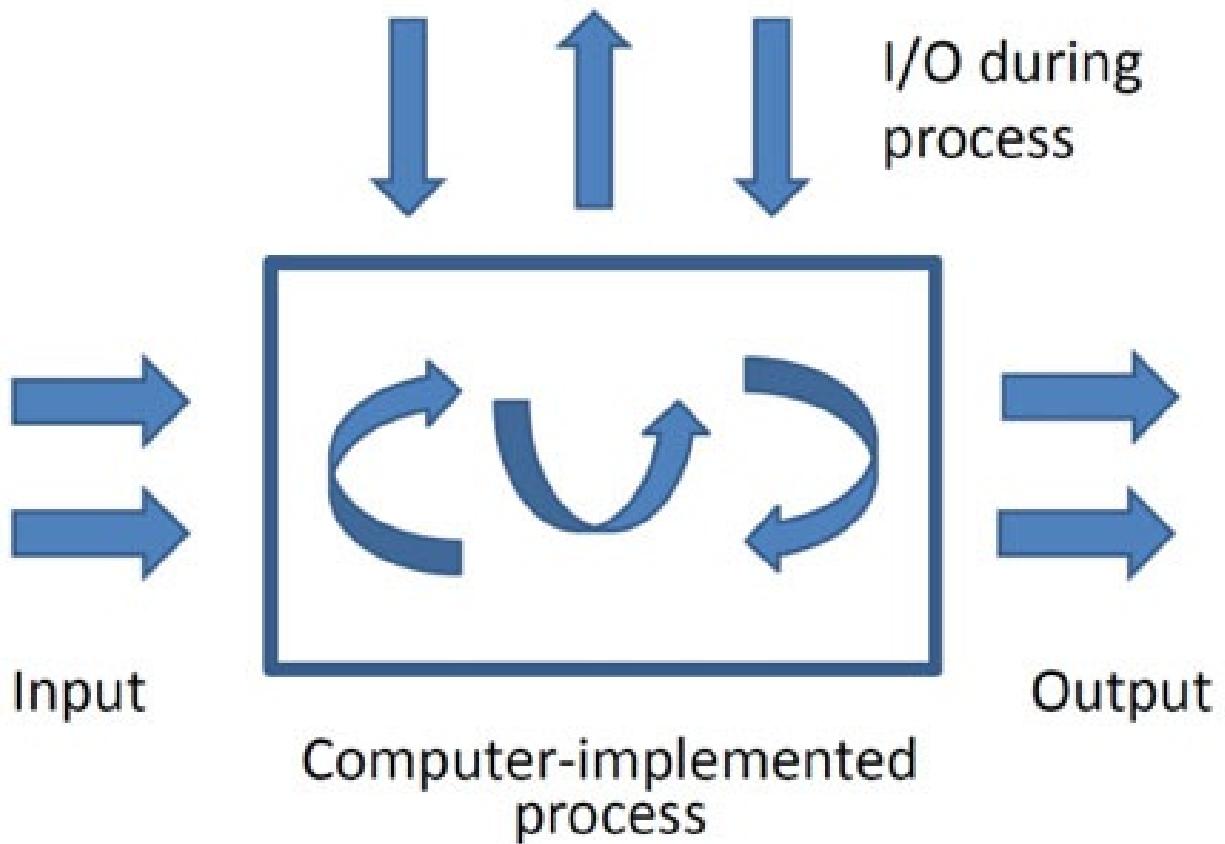 I/O during
process
Input
Output
Computer-implemented
process